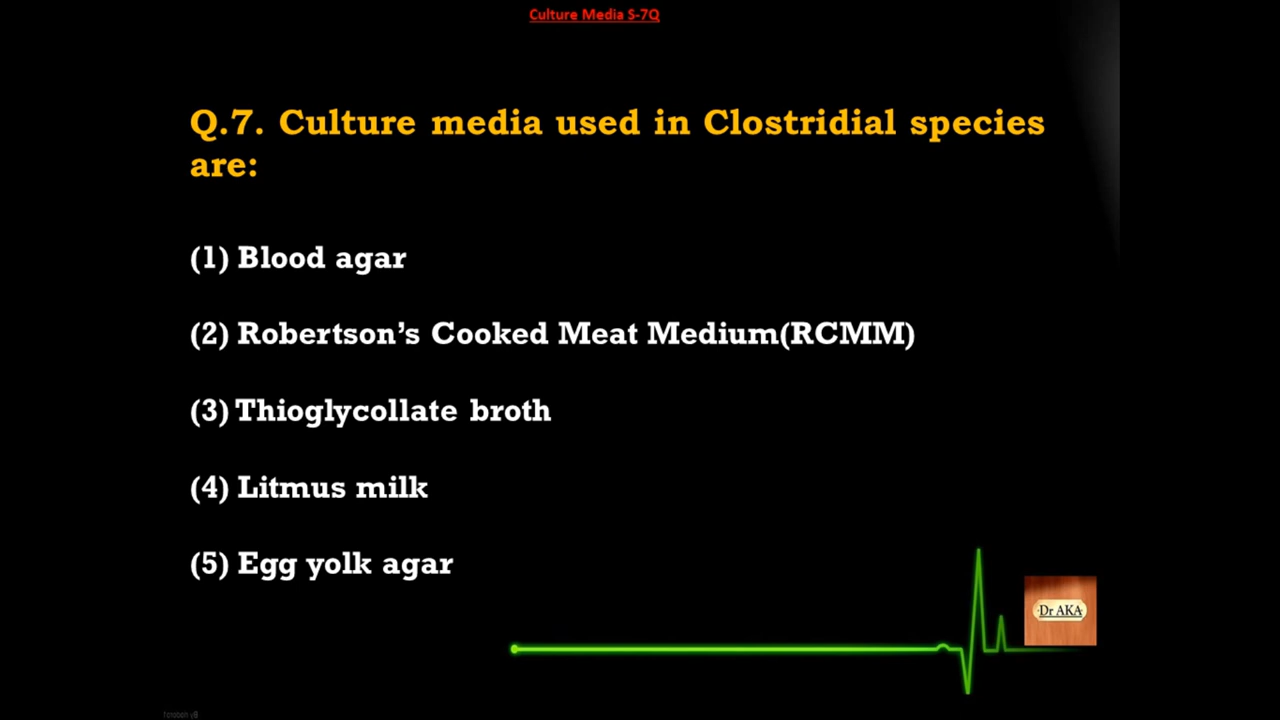 Culture Media S-7Q
Q.7. Culture media used in Clostridial species
are:
(1) Blood agar
(2) Robertson’s Cooked Meat Medium(RCMM)
(3) Thioglycollate broth
(4) Litmus milk
(5) Egg yolk agar
Dr AKA